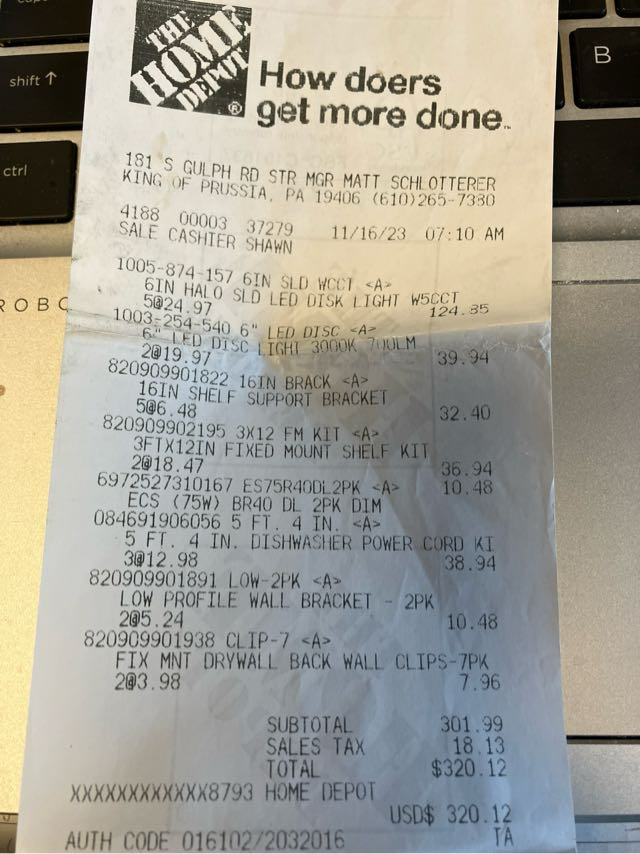 THE
HOME
DEPOT
®
How doers
get more done™
181 S GULPH RD STR MGR MATT SCHLOTTERER
KING OF PRUSSIA, PA 19406 (610)265-7330
4188 00003 37279 11/16/23 07:10 AM
SALE CASHIER SHAWN
1005-874-157 6IN SLD WCCT <A>
6IN HALO SLD LED DISK LIGHT W5CCT
5@24.97 124.85
1003-254-540 6" LED DISC <A>
6" LED DISC LIGHT 3000K 700LM
2@19.97 39.94
820909901822 16IN BRACK <A>
16IN SHELF SUPPORT BRACKET
5@6.48 32.40
820909902195 3X12 FM KIT <A>
3FTX12IN FIXED MOUNT SHELF KIT
2@18.47 36.94
6972527310167 ES75R40DL2PK <A> 10.48
ECS (75W) BR40 DL 2PK DIM
084691906056 5 FT. 4 IN. <A>
5 FT. 4 IN. DISHWASHER POWER CORD KI
3@12.98 38.94
820909901891 LOW-2PK <A>
LOW PROFILE WALL BRACKET - 2PK
2@5.24 10.48
820909901938 CLIP-7 <A>
FIX MNT DRYWALL BACK WALL CLIPS-7PK
2@3.98 7.96
SUBTOTAL 301.99
SALES TAX 18.13
TOTAL $320.12
XXXXXXXXXXXX8793 HOME DEPOT
USD$ 320.12
AUTH CODE 016102/2032016 TA
shift ↑
ctrl
B